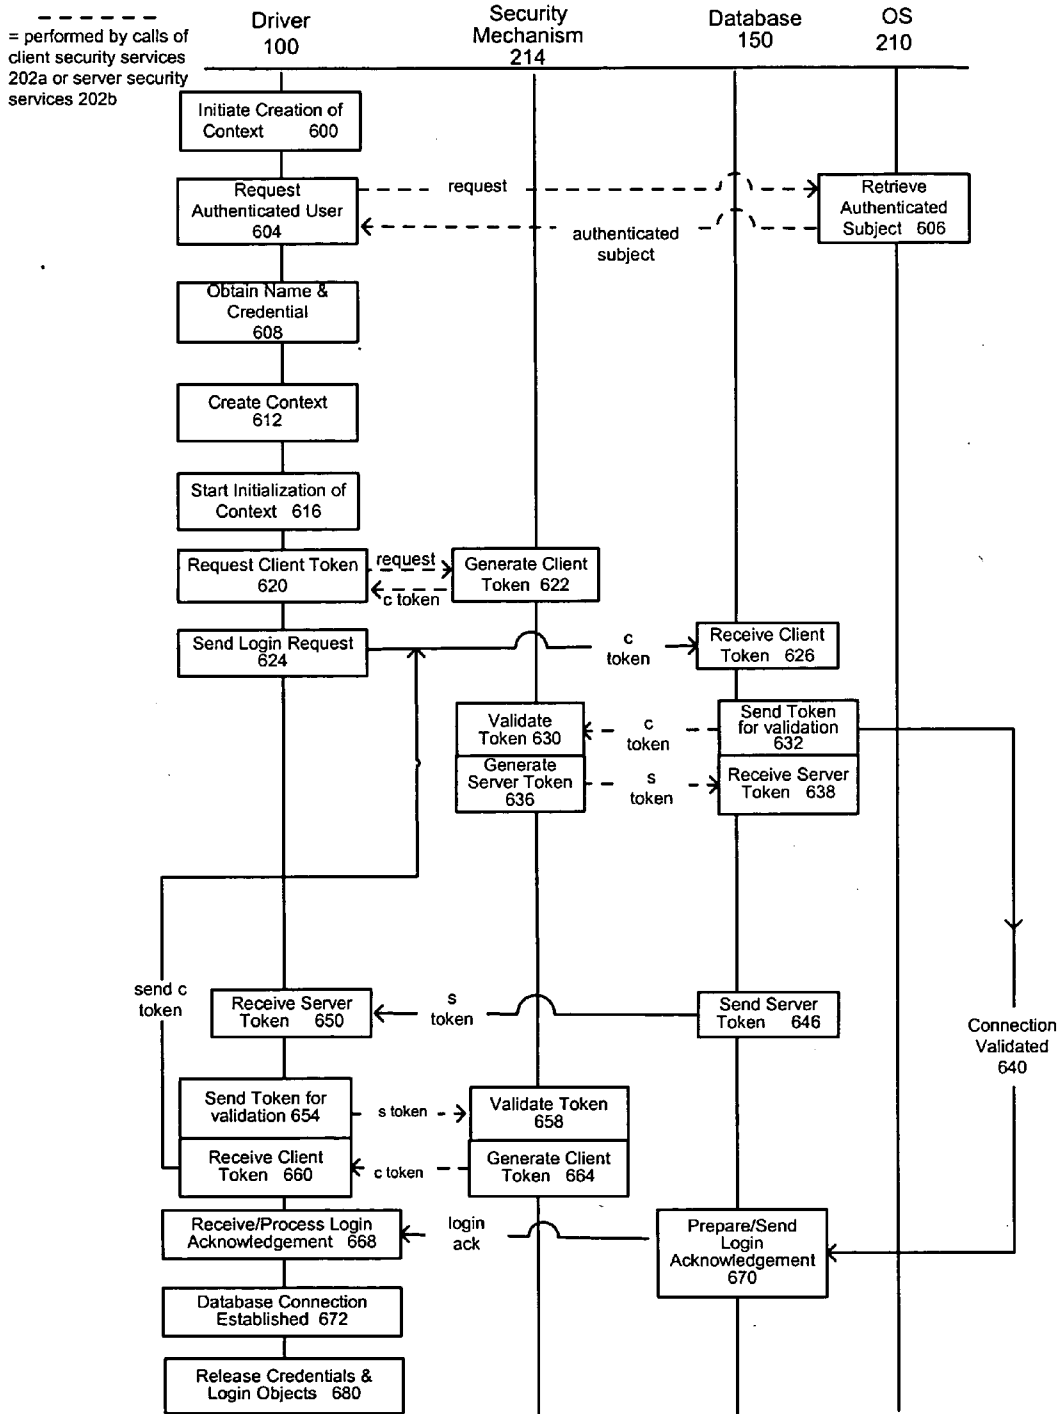 = performed by calls of
client security services
202a or server security
services 202b
Driver
100
Security
Mechanism
214
Database
150
OS
210
Initiate Creation of
Context 600
Request
Authenticated User
604
request
Retrieve
Authenticated
Subject 606
authenticated
subject
Obtain Name &
Credential
608
Create Context
612
Start Initialization of
Context 616
Request Client Token
620
request
c token
Generate Client
Token 622
Send Login Request
624
c
token
Receive Client
Token 626
Validate
Token 630
c
token
Send Token
for validation
632
Generate
Server Token
636
s
token
Receive Server
Token 638
send c
token
Receive Server
Token 650
s
token
Send Server
Token 646
Connection
Validated
640
Send Token for
validation 654
s token
Validate Token
658
Receive Client
Token 660
c token
Generate Client
Token 664
Receive/Process Login
Acknowledgement 668
login
ack
Prepare/Send
Login
Acknowledgement
670
Database Connection
Established 672
Release Credentials &
Login Objects 680